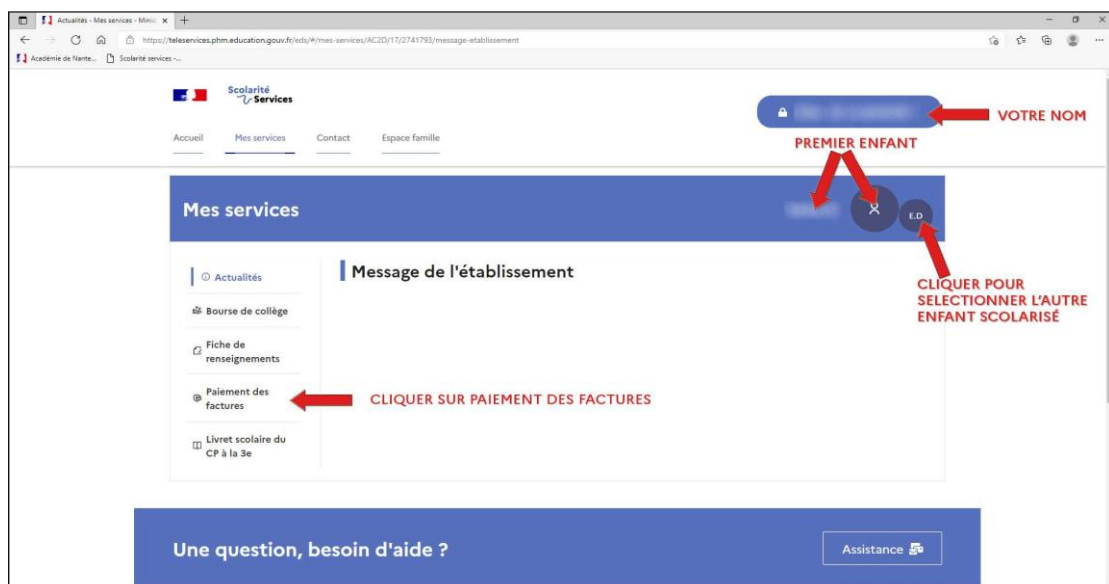 Actualités - Mes services - Minis
https://teleservices.phm.education.gouv.fr/eds/#/mes-services/AC2D/17/2741793/message-etablissement
Académie de Nante...
Scolarité services -...
Scolarité
Services
VOTRE NOM
Accueil
Mes services
Contact
Espace famille
PREMIER ENFANT
Mes services
E.D
Actualités
Message de l'établissement
CLIQUER POUR
SELECTIONNER L'AUTRE
ENFANT SCOLARISÉ
Bourse de collège
Fiche de
renseignements
Paiement des
factures
CLIQUER SUR PAIEMENT DES FACTURES
Livret scolaire du
CP à la 3e
Une question, besoin d'aide ?
Assistance